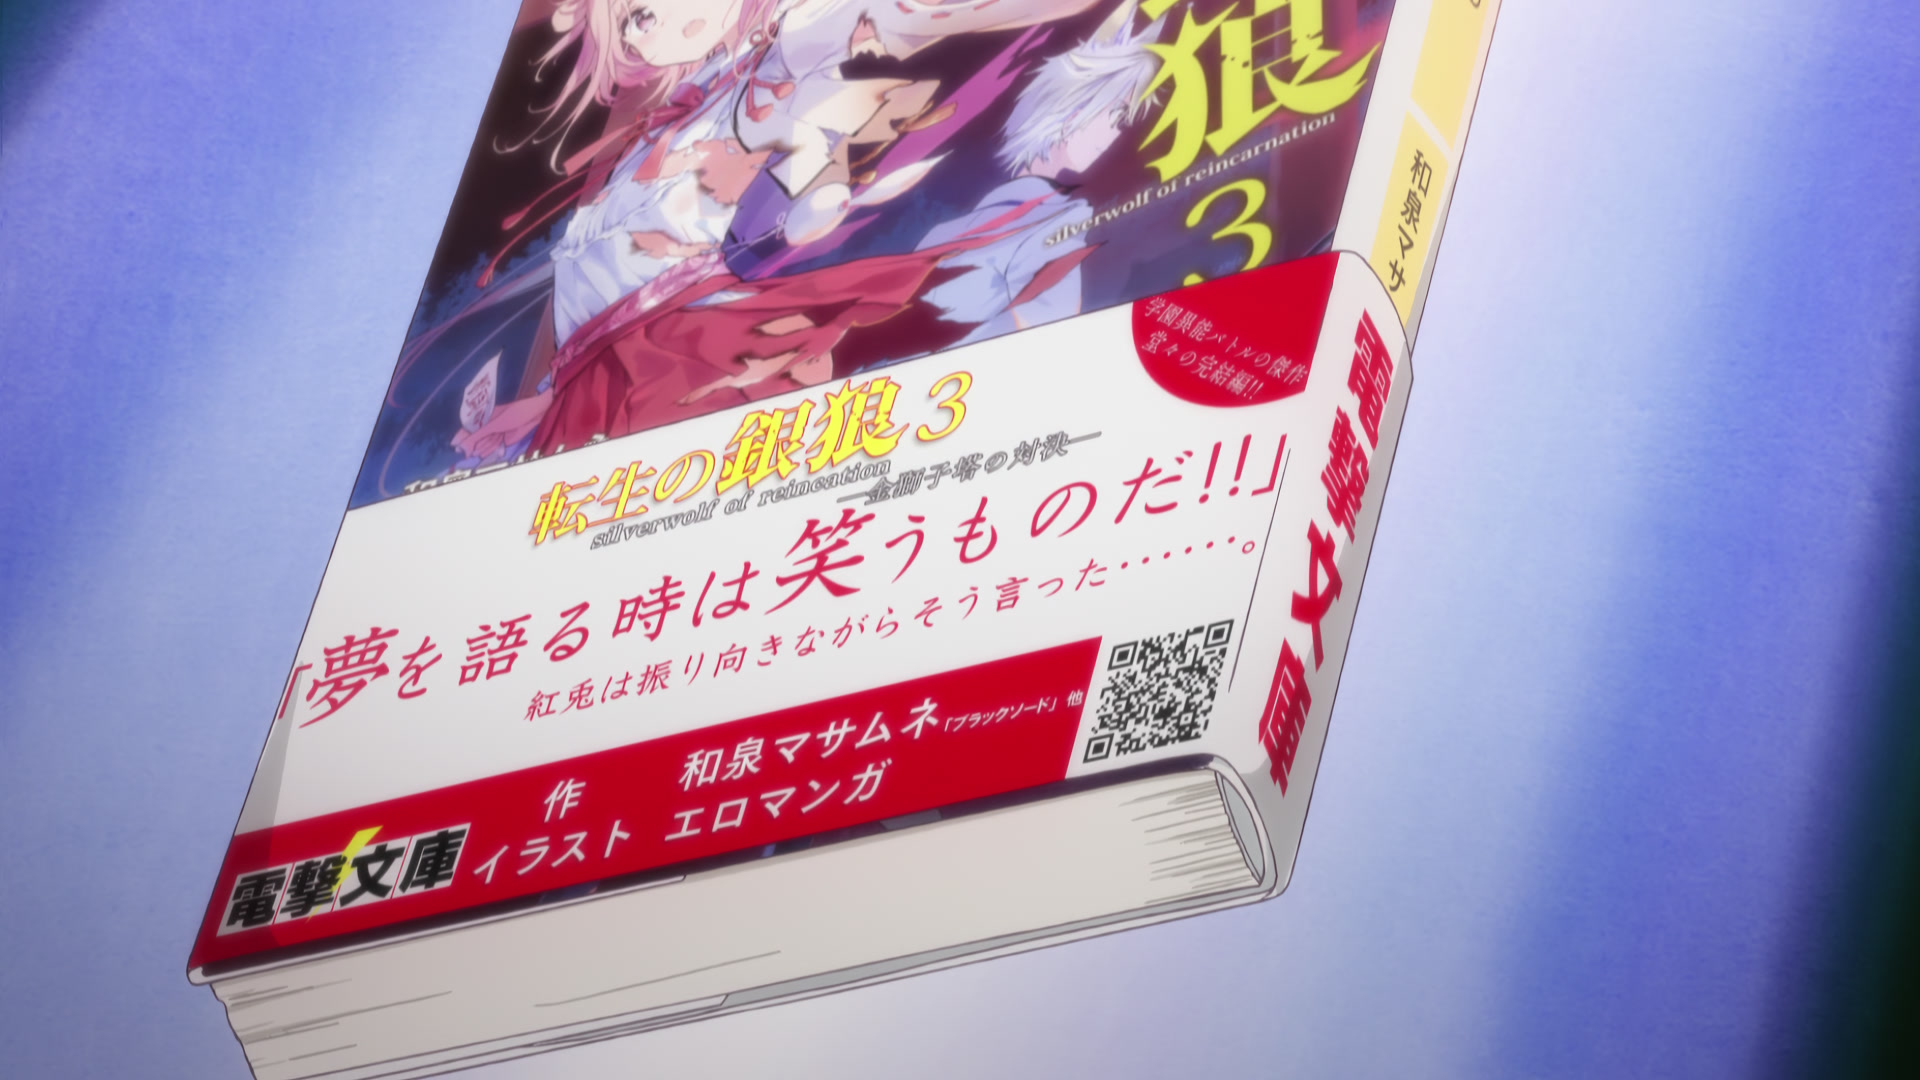 狼
silverwolf of reincarnation
3
和泉マサ
学園異能バトルの傑作
堂々の完結編!!
転生の銀狼3
silverwolf of reincation
―金獅子塔の対決―
「夢を語る時は笑うものだ!!」
紅兎は振り向きながらそう言った……。
作 和泉マサムネ「ブラックソード」他
イラスト エロマンガ
電撃文庫
電撃文庫